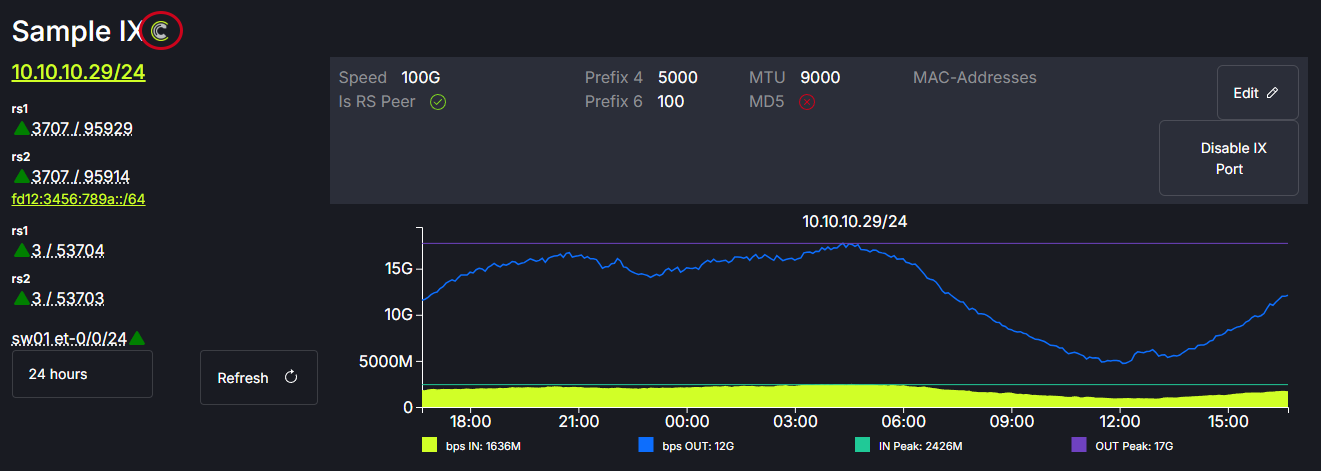 Sample IX
10.10.10.29/24
rs1
3707 / 95929
rs2
3707 / 95914
fd12:3456:789a::/64
rs1
3 / 53704
rs2
3 / 53703
sw01 et-0/0/24
24 hours
Refresh
Speed 100G
Prefix 4 5000
MTU 9000
MAC-Addresses
Is RS Peer
Prefix 6 100
MD5
Edit
Disable IX
Port
10.10.10.29/24
15G
10G
5000M
0
18:00 21:00 00:00 03:00 06:00 09:00 12:00 15:00
bps IN: 1636M
bps OUT: 12G
IN Peak: 2426M
OUT Peak: 17G